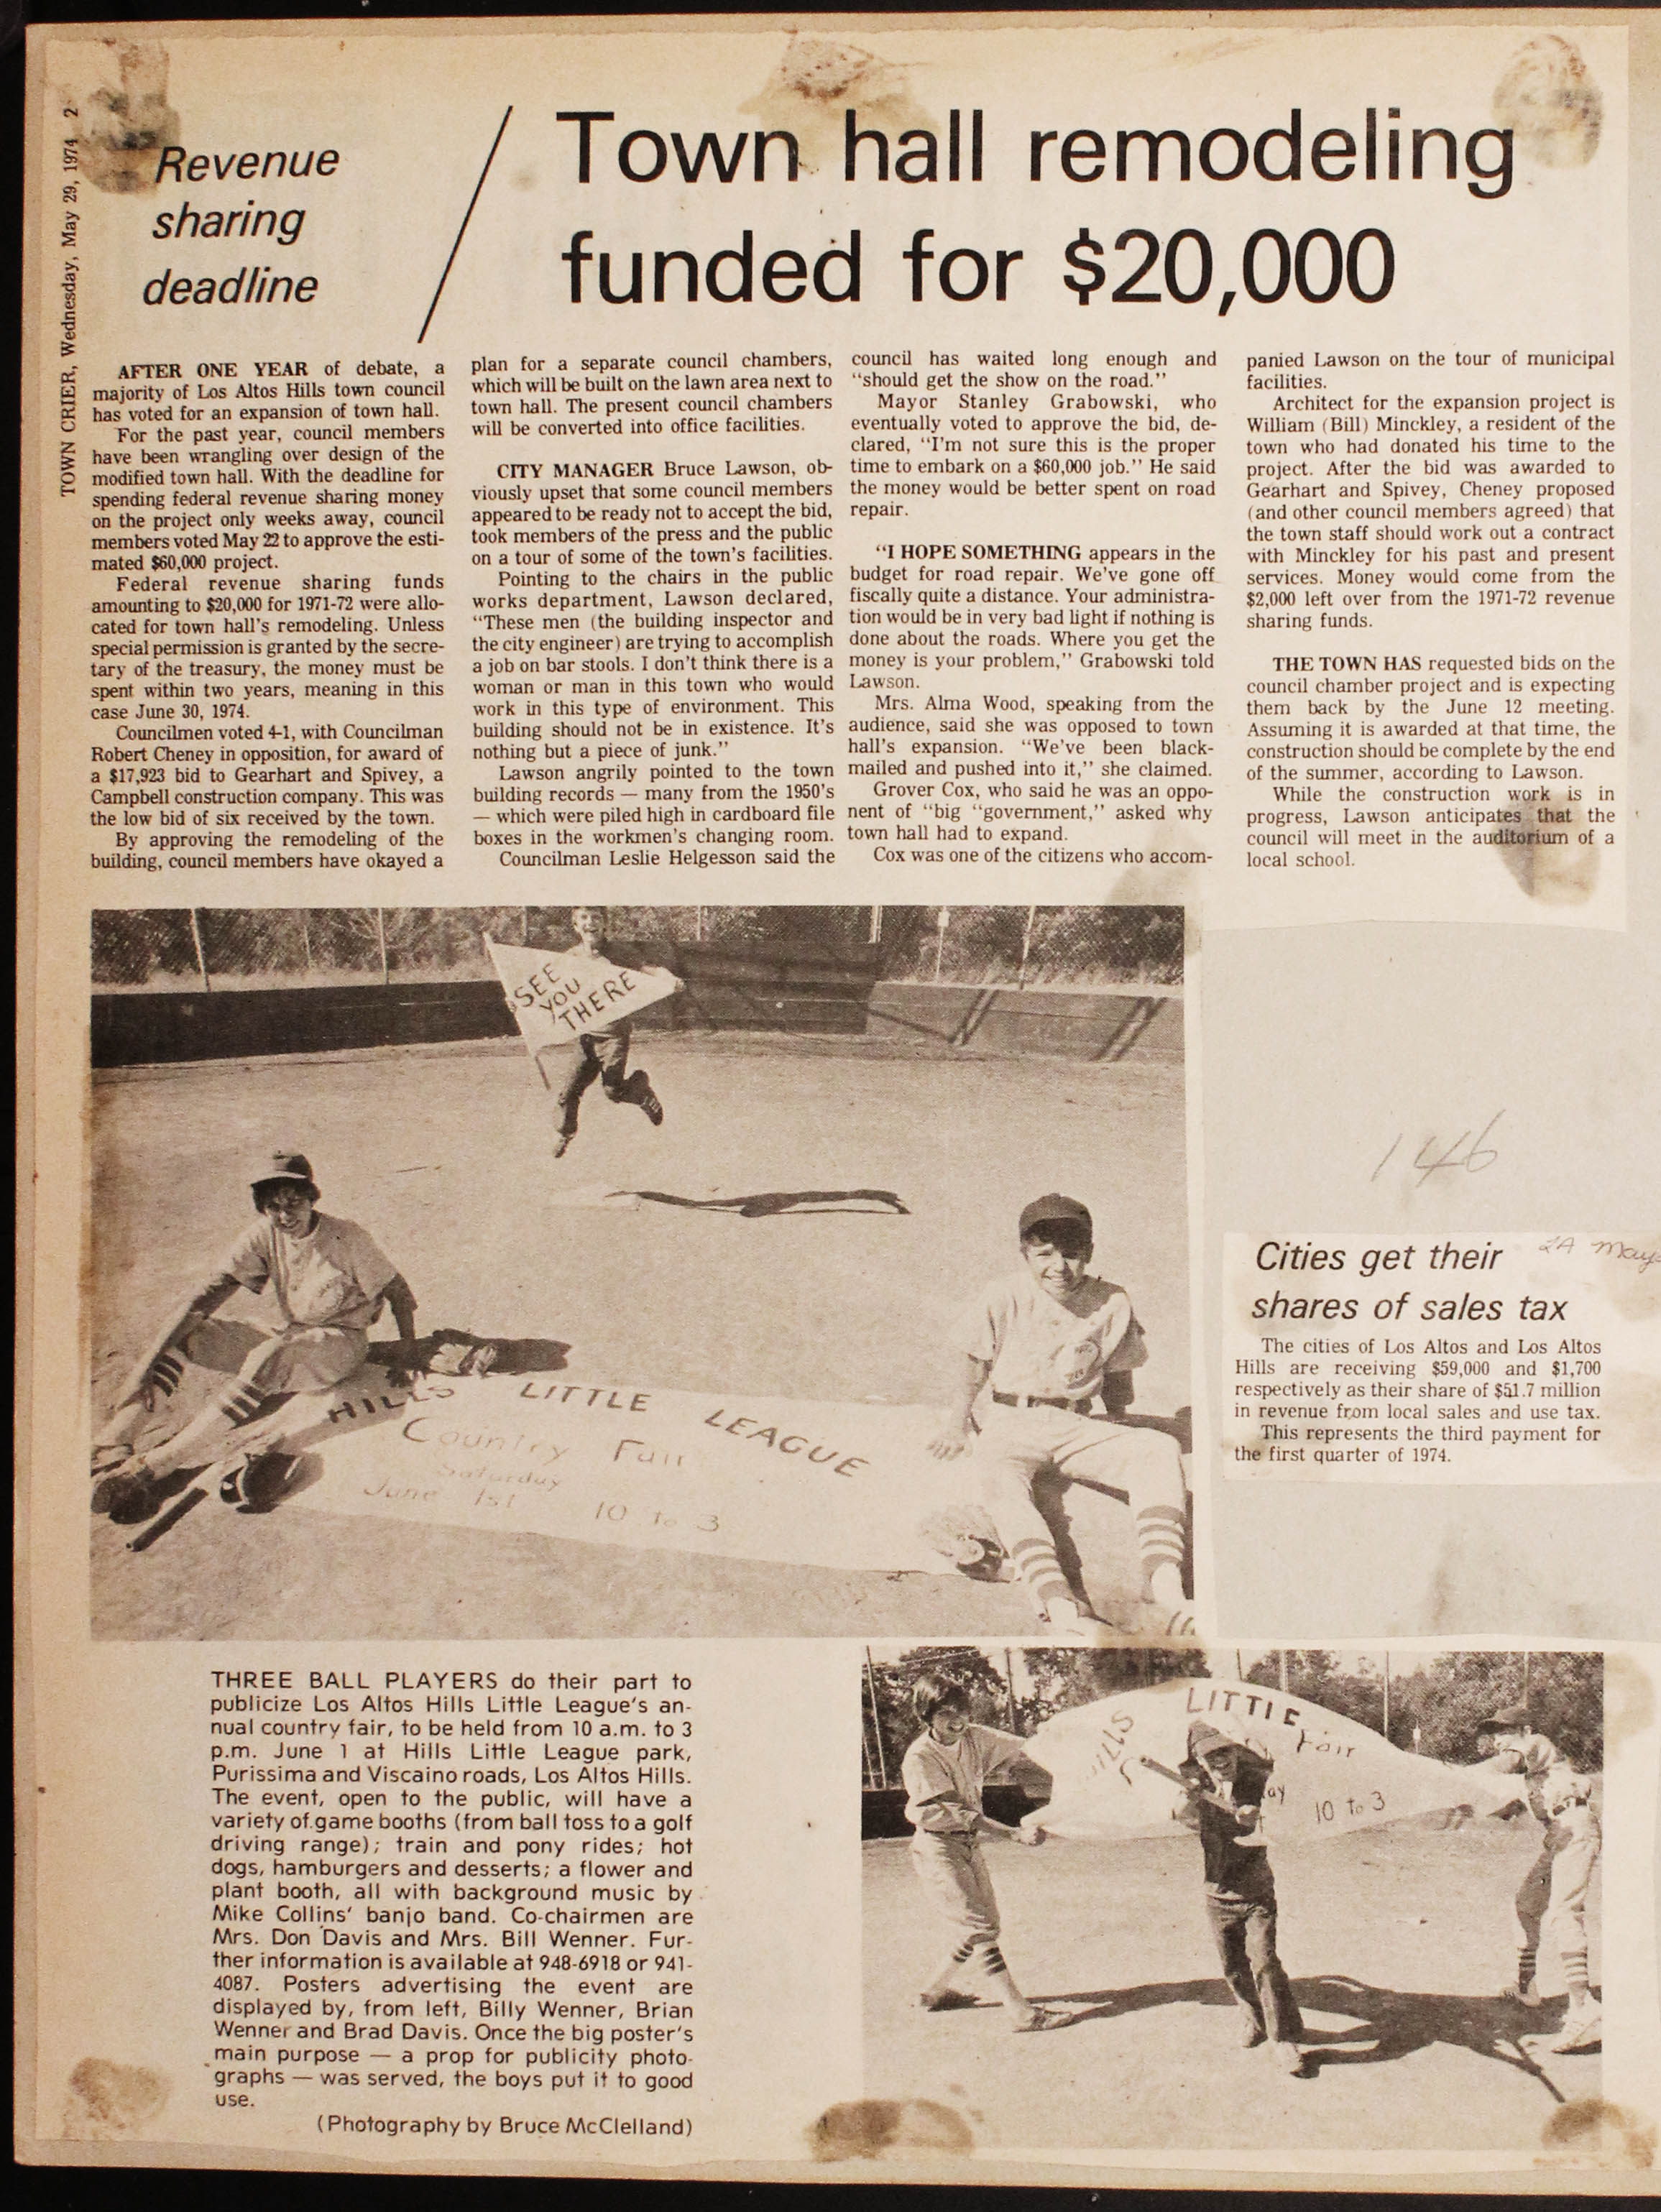 TOWN CRIER, Wednesday, May 29, 1974 2
Revenue
sharing
deadline
Town hall remodeling
funded for $20,000
AFTER ONE YEAR of debate, a
majority of Los Altos Hills town council
has voted for an expansion of town hall.
For the past year, council members
have been wrangling over design of the
modified town hall. With the deadline for
spending federal revenue sharing money
on the project only weeks away, council
members voted May 22 to approve the esti-
mated $60,000 project.
Federal revenue sharing funds
amounting to $20,000 for 1971-72 were allo-
cated for town hall's remodeling. Unless
special permission is granted by the secre-
tary of the treasury, the money must be
spent within two years, meaning in this
case June 30, 1974.
Councilmen voted 4-1, with Councilman
Robert Cheney in opposition, for award of
a $17,923 bid to Gearhart and Spivey, a
Campbell construction company. This was
the low bid of six received by the town.
By approving the remodeling of the
building, council members have okayed a
plan for a separate council chambers,
which will be built on the lawn area next to
town hall. The present council chambers
will be converted into office facilities.
CITY MANAGER Bruce Lawson, ob-
viously upset that some council members
appeared to be ready not to accept the bid,
took members of the press and the public
on a tour of some of the town's facilities.
Pointing to the chairs in the public
works department, Lawson declared,
"These men (the building inspector and
the city engineer) are trying to accomplish
a job on bar stools. I don't think there is a
woman or man in this town who would
work in this type of environment. This
building should not be in existence. It's
nothing but a piece of junk."
Lawson angrily pointed to the town
building records — many from the 1950's
— which were piled high in cardboard file
boxes in the workmen's changing room.
Councilman Leslie Helgesson said the
council has waited long enough and
"should get the show on the road."
Mayor Stanley Grabowski, who
eventually voted to approve the bid, de-
clared, "I'm not sure this is the proper
time to embark on a $60,000 job." He said
the money would be better spent on road
repair.
"I HOPE SOMETHING appears in the
budget for road repair. We've gone off
fiscally quite a distance. Your administra-
tion would be in very bad light if nothing is
done about the roads. Where you get the
money is your problem," Grabowski told
Lawson.
Mrs. Alma Wood, speaking from the
audience, said she was opposed to town
hall's expansion. "We've been black-
mailed and pushed into it," she claimed.
Grover Cox, who said he was an oppo-
nent of "big "government," asked why
town hall had to expand.
Cox was one of the citizens who accom-
panied Lawson on the tour of municipal
facilities.
Architect for the expansion project is
William (Bill) Minckley, a resident of the
town who had donated his time to the
project. After the bid was awarded to
Gearhart and Spivey, Cheney proposed
(and other council members agreed) that
the town staff should work out a contract
with Minckley for his past and present
services. Money would come from the
$2,000 left over from the 1971-72 revenue
sharing funds.
THE TOWN HAS requested bids on the
council chamber project and is expecting
them back by the June 12 meeting.
Assuming it is awarded at that time, the
construction should be complete by the end
of the summer, according to Lawson.
While the construction work is in
progress, Lawson anticipates that the
council will meet in the auditorium of a
local school.
SEE
YOU
THERE
HILLS LITTLE LEAGUE
Country Fair
Saturday
June 1st 10 to 3
146
LA May
Cities get their
shares of sales tax
The cities of Los Altos and Los Altos
Hills are receiving $59,000 and $1,700
respectively as their share of $51.7 million
in revenue from local sales and use tax.
This represents the third payment for
the first quarter of 1974.
THREE BALL PLAYERS do their part to
publicize Los Altos Hills Little League's an-
nual country fair, to be held from 10 a.m. to 3
p.m. June 1 at Hills Little League park,
Purissima and Viscaino roads, Los Altos Hills.
The event, open to the public, will have a
variety of game booths (from ball toss to a golf
driving range); train and pony rides; hot
dogs, hamburgers and desserts; a flower and
plant booth, all with background music by
Mike Collins' banjo band. Co-chairmen are
Mrs. Don Davis and Mrs. Bill Wenner. Fur-
ther information is available at 948-6918 or 941-
4087. Posters advertising the event are
displayed by, from left, Billy Wenner, Brian
Wenner and Brad Davis. Once the big poster's
main purpose — a prop for publicity photo-
graphs — was served, the boys put it to good
use.
(Photography by Bruce McClelland)
HILLS LITTLE
Fair
ay
10 to 3